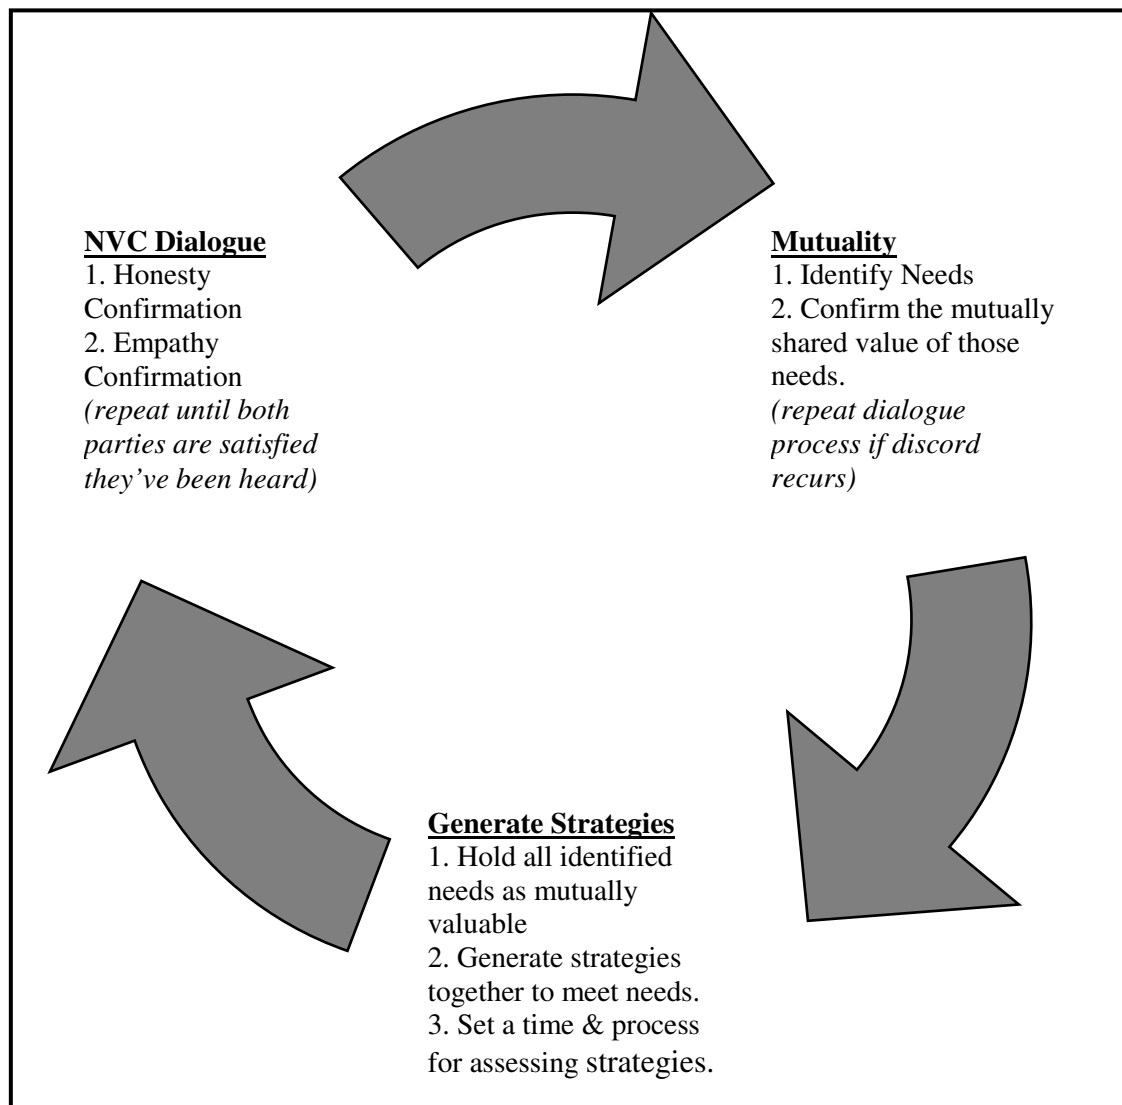 NVC Dialogue
1. Honesty
Confirmation
2. Empathy
Confirmation
(repeat until both
parties are satisfied
they’ve been heard)
Mutuality
1. Identify Needs
2. Confirm the mutually
shared value of those
needs.
(repeat dialogue
process if discord
recurs)
Generate Strategies
1. Hold all identified
needs as mutually
valuable
2. Generate strategies
together to meet needs.
3. Set a time & process
for assessing strategies.